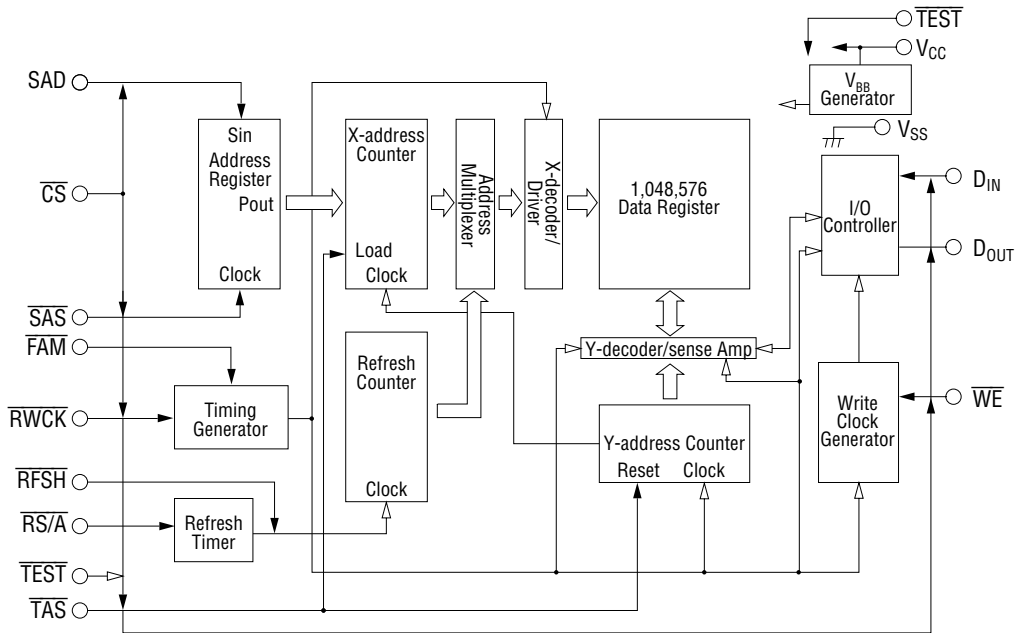 TEST
VCC
VBB
Generator
VSS
SAD
Sin
Address
Register
Pout
Clock
X-address
Counter
Load
Clock
Address
Multiplexer
X-decoder/
Driver
1,048,576
Data Register
I/O
Controller
DIN
DOUT
CS
SAS
FAM
RWCK
Timing
Generator
Refresh
Counter
Clock
Y-decoder/sense Amp
Y-address Counter
Reset Clock
Write
Clock
Generator
WE
RFSH
RS/A
Refresh
Timer
TEST
TAS